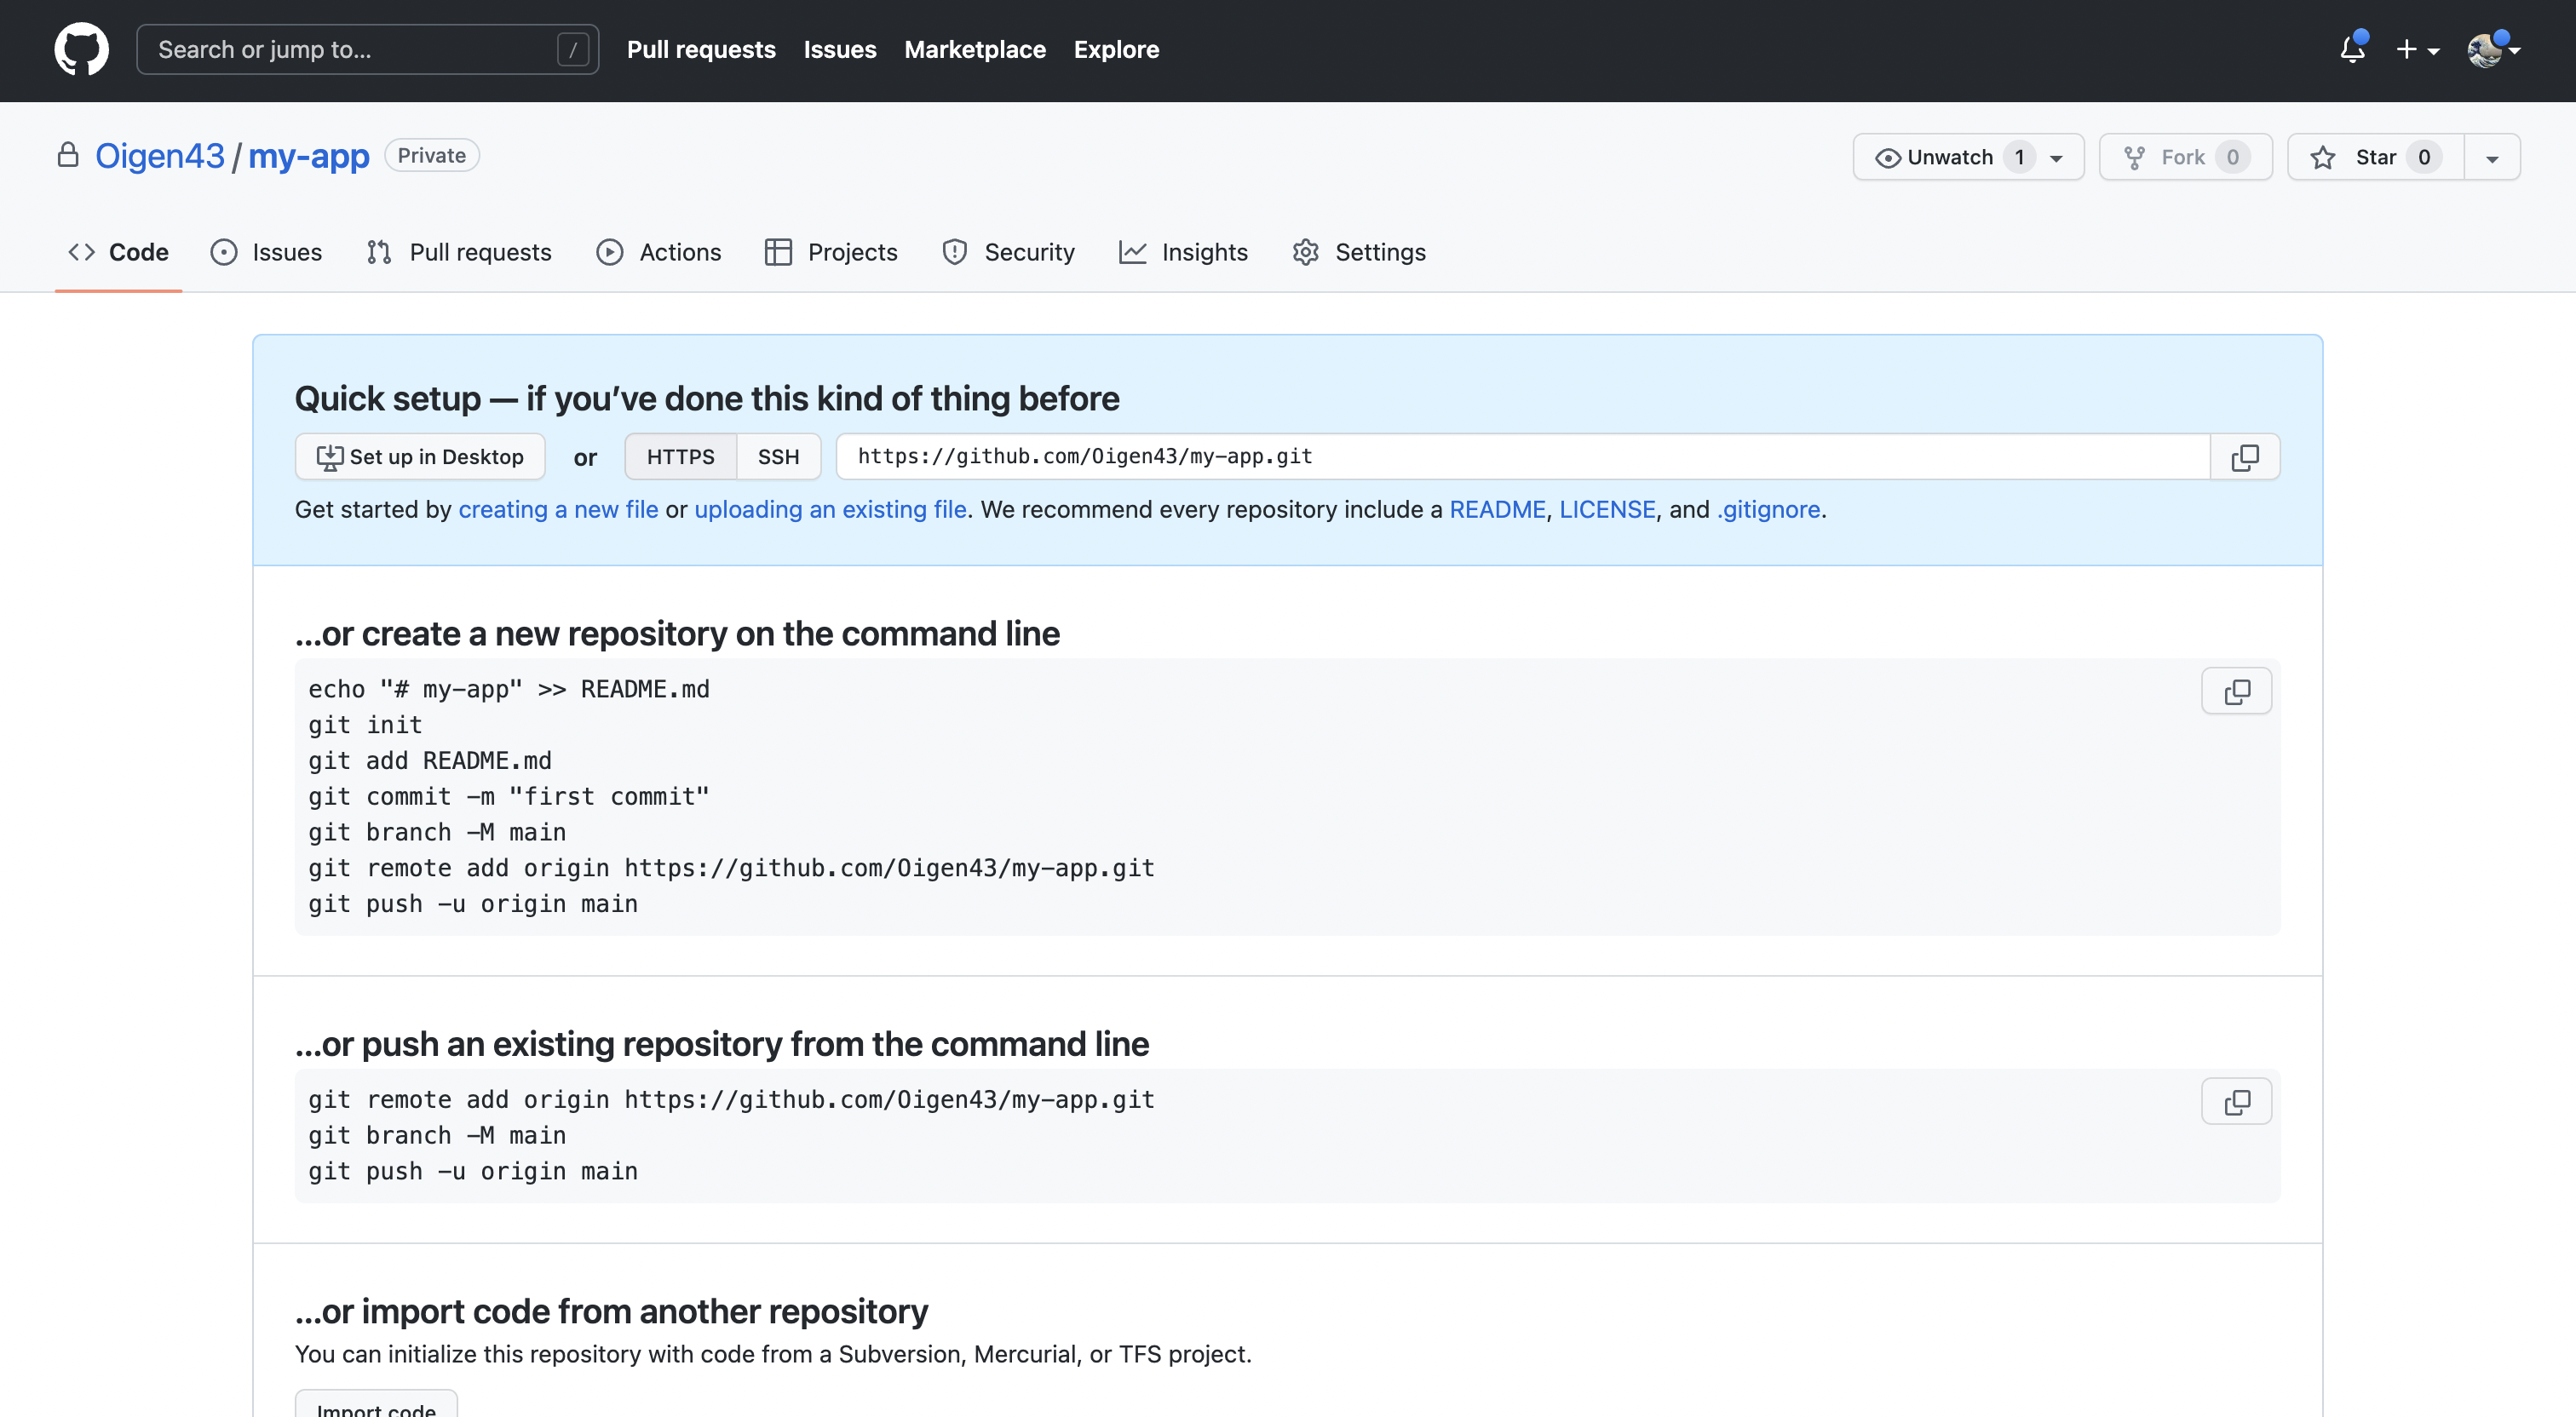 Search or jump to... / Pull requests Issues Marketplace Explore
Oigen43 / my-app Private Unwatch 1 Fork 0 Star 0
Code Issues Pull requests Actions Projects Security Insights Settings
Quick setup — if you’ve done this kind of thing before
Set up in Desktop or HTTPS SSH https://github.com/Oigen43/my-app.git
Get started by creating a new file or uploading an existing file. We recommend every repository include a README, LICENSE, and .gitignore.
…or create a new repository on the command line
echo "# my-app" >> README.md
git init
git add README.md
git commit -m "first commit"
git branch -M main
git remote add origin https://github.com/Oigen43/my-app.git
git push -u origin main
…or push an existing repository from the command line
git remote add origin https://github.com/Oigen43/my-app.git
git branch -M main
git push -u origin main
…or import code from another repository
You can initialize this repository with code from a Subversion, Mercurial, or TFS project.
Import code